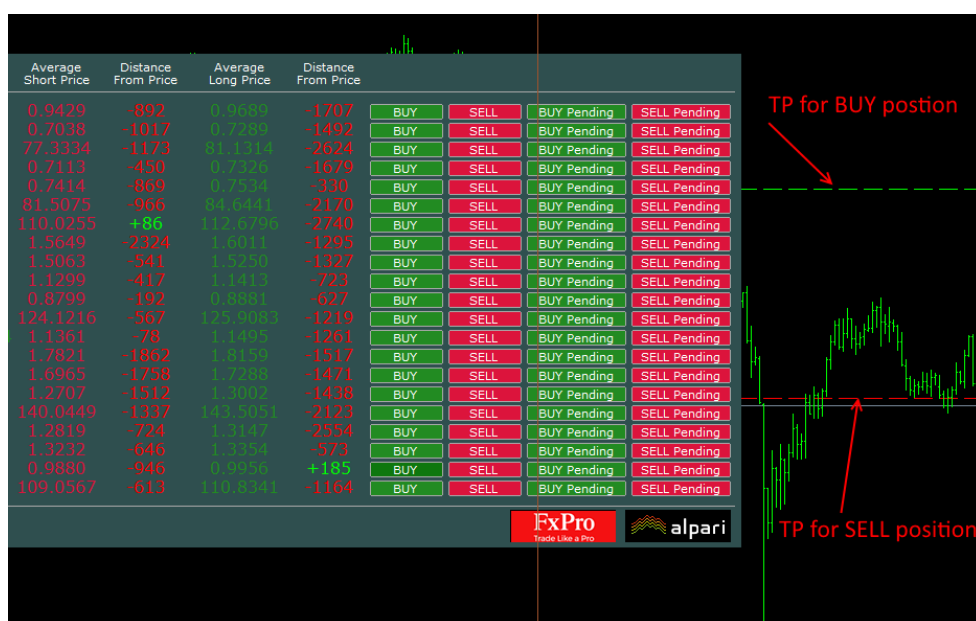 Average Short Price Distance From Price Average Long Price Distance From Price
TP for BUY postion
0.9429 -892 0.9689 -1707 BUY SELL BUY Pending SELL Pending
0.7038 -1017 0.7289 -1492 BUY SELL BUY Pending SELL Pending
77.3334 -1173 81.1314 -2624 BUY SELL BUY Pending SELL Pending
0.7113 -450 0.7326 -1679 BUY SELL BUY Pending SELL Pending
0.7414 -869 0.7534 -330 BUY SELL BUY Pending SELL Pending
81.5075 -966 84.6441 -2170 BUY SELL BUY Pending SELL Pending
110.0255 +86 112.6796 -2740 BUY SELL BUY Pending SELL Pending
1.5649 -2324 1.6011 -1295 BUY SELL BUY Pending SELL Pending
1.5063 -541 1.5250 -1327 BUY SELL BUY Pending SELL Pending
1.1299 -417 1.1413 -723 BUY SELL BUY Pending SELL Pending
0.8799 -192 0.8881 -627 BUY SELL BUY Pending SELL Pending
124.1216 -567 125.9083 -1219 BUY SELL BUY Pending SELL Pending
1.1361 -78 1.1495 -1261 BUY SELL BUY Pending SELL Pending
1.7821 -1862 1.8159 -1517 BUY SELL BUY Pending SELL Pending
1.6965 -1758 1.7288 -1471 BUY SELL BUY Pending SELL Pending
1.2707 -1512 1.3002 -1438 BUY SELL BUY Pending SELL Pending
140.0449 -1337 143.5051 -2123 BUY SELL BUY Pending SELL Pending
1.2819 -724 1.3147 -2554 BUY SELL BUY Pending SELL Pending
1.3232 -646 1.3354 -573 BUY SELL BUY Pending SELL Pending
0.9880 -946 0.9956 +185 BUY SELL BUY Pending SELL Pending
109.0567 -613 110.8341 -1164 BUY SELL BUY Pending SELL Pending
FxPro
Trade Like a Pro
alpari
TP for SELL position